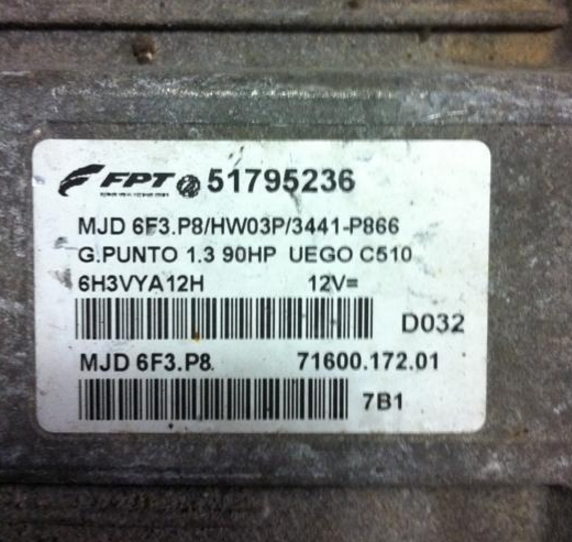 FPT 51795236
MJD 6F3.P8/HW03P/3441-P866
G.PUNTO 1.3 90HP UEGO C510
6H3VYA12H 12V=
D032
MJD 6F3.P8 71600.172.01
7B1